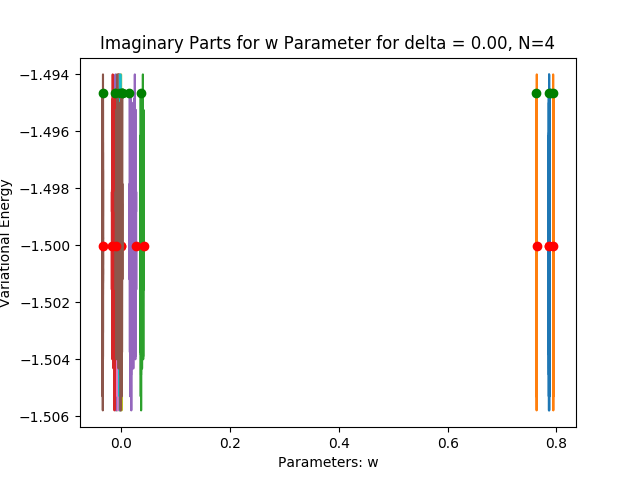 Imaginary Parts for w Parameter for delta = 0.00, N=4
Variational Energy
−1.494
−1.496
−1.498
−1.500
−1.502
−1.504
−1.506
0.0 0.2 0.4 0.6 0.8
Parameters: w